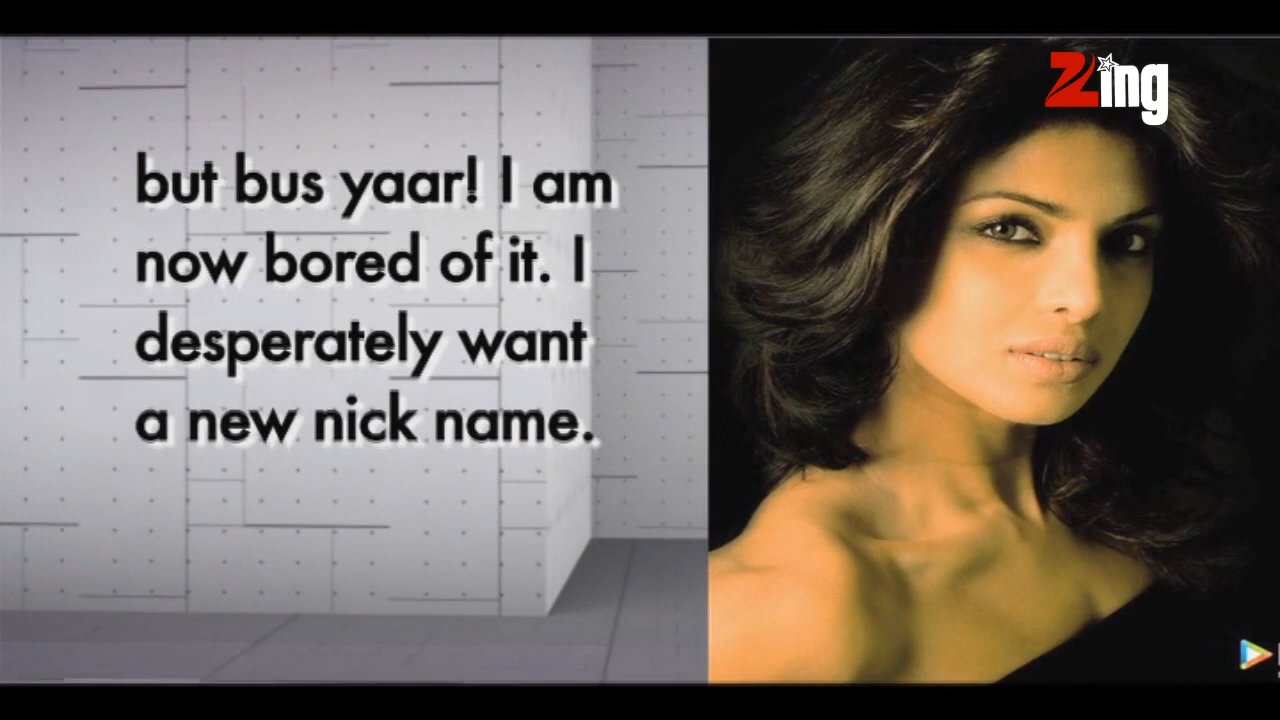 Zing
but bus yaar! I am
now bored of it. I
desperately want
a new nick name.